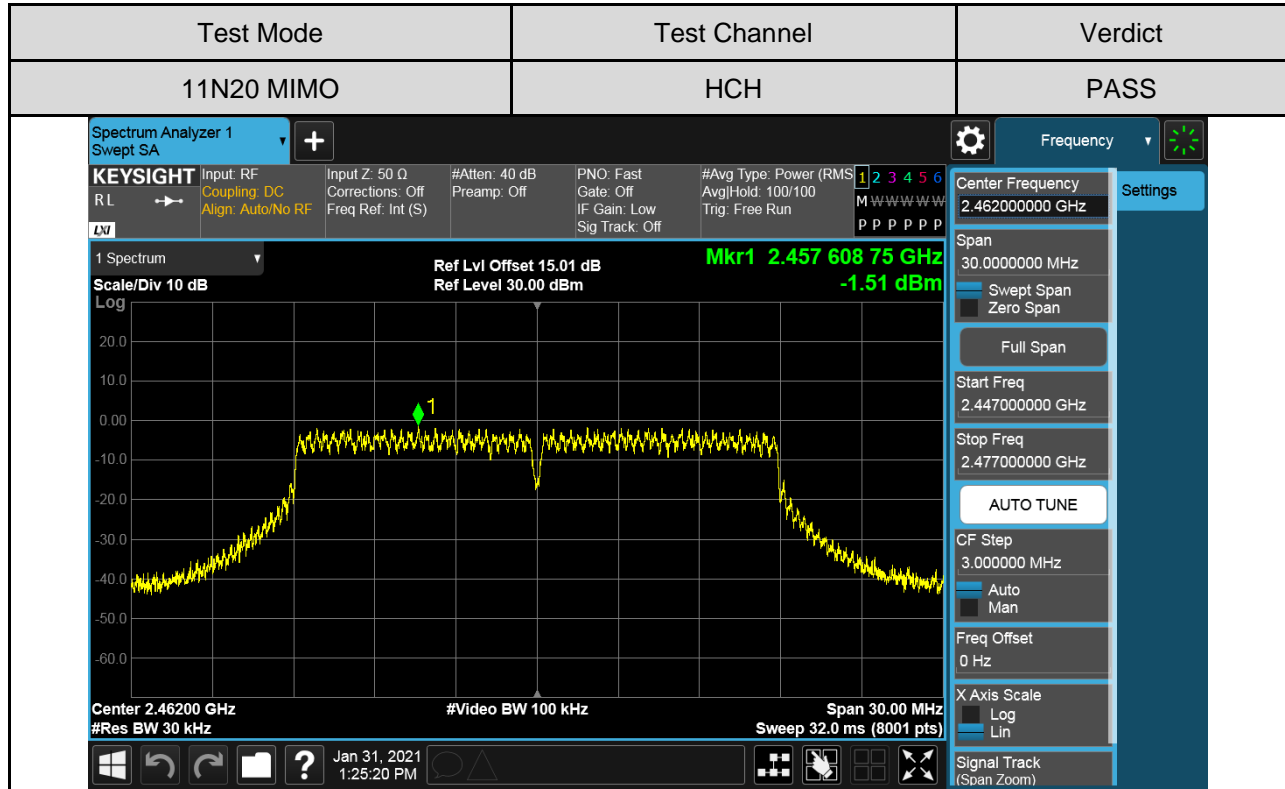 Test Mode Test Channel Verdict
11N20 MIMO HCH PASS
Spectrum Analyzer 1
Swept SA
+
Frequency
KEYSIGHT
R L
LXI
Input: RF
Coupling: DC
Align: Auto/No RF
Input Z: 50 Ω
Corrections: Off
Freq Ref: Int (S)
#Atten: 40 dB
Preamp: Off
PNO: Fast
Gate: Off
IF Gain: Low
Sig Track: Off
#Avg Type: Power (RMS
Avg|Hold: 100/100
Trig: Free Run
1 2 3 4 5 6
M W W W W W
P P P P P P
1 Spectrum
Scale/Div 10 dB
Ref Lvl Offset 15.01 dB
Ref Level 30.00 dBm
Mkr1 2.457 608 75 GHz
-1.51 dBm
Log
20.0
10.0
0.00
-10.0
-20.0
-30.0
-40.0
-50.0
-60.0
1
Center 2.46200 GHz
#Res BW 30 kHz
#Video BW 100 kHz
Span 30.00 MHz
Sweep 32.0 ms (8001 pts)
Center Frequency
2.462000000 GHz
Settings
Span
30.0000000 MHz
Swept Span
Zero Span
Full Span
Start Freq
2.447000000 GHz
Stop Freq
2.477000000 GHz
AUTO TUNE
CF Step
3.000000 MHz
Auto
Man
Freq Offset
0 Hz
X Axis Scale
Log
Lin
Signal Track
(Span Zoom)
?
Jan 31, 2021
1:25:20 PM